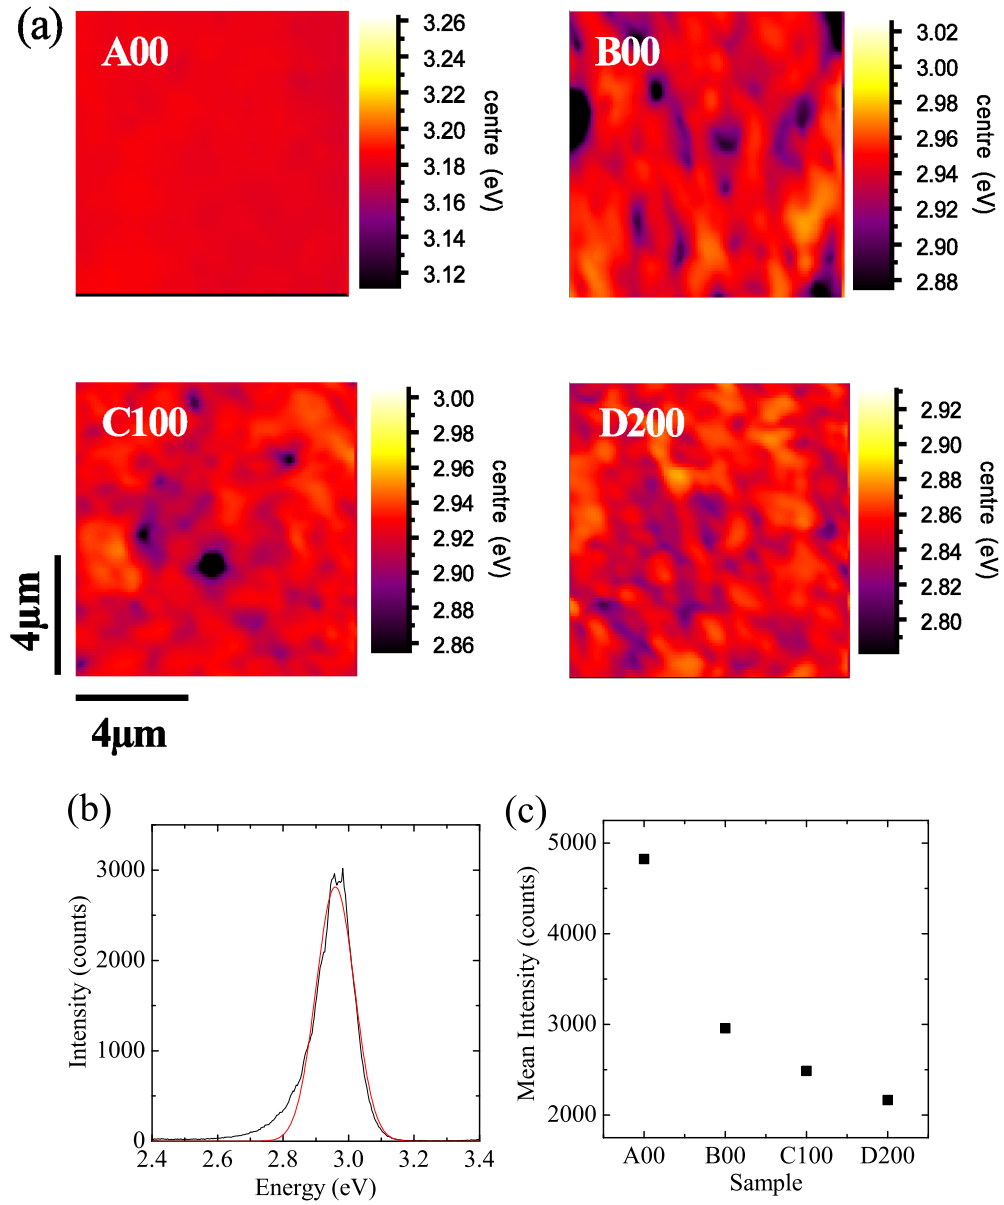 (a)
A00
3.26
3.24
3.22
3.20
3.18
3.16
3.14
3.12
centre (eV)
B00
3.02
3.00
2.98
2.96
2.94
2.92
2.90
2.88
centre (eV)
C100
3.00
2.98
2.96
2.94
2.92
2.90
2.88
2.86
centre (eV)
D200
2.92
2.90
2.88
2.86
2.84
2.82
2.80
centre (eV)
4µm
4µm
(b)
Intensity (counts)
3000
2000
1000
0
2.4 2.6 2.8 3.0 3.2 3.4
Energy (eV)
(c)
Mean Intensity (counts)
5000
4000
3000
2000
A00 B00 C100 D200
Sample